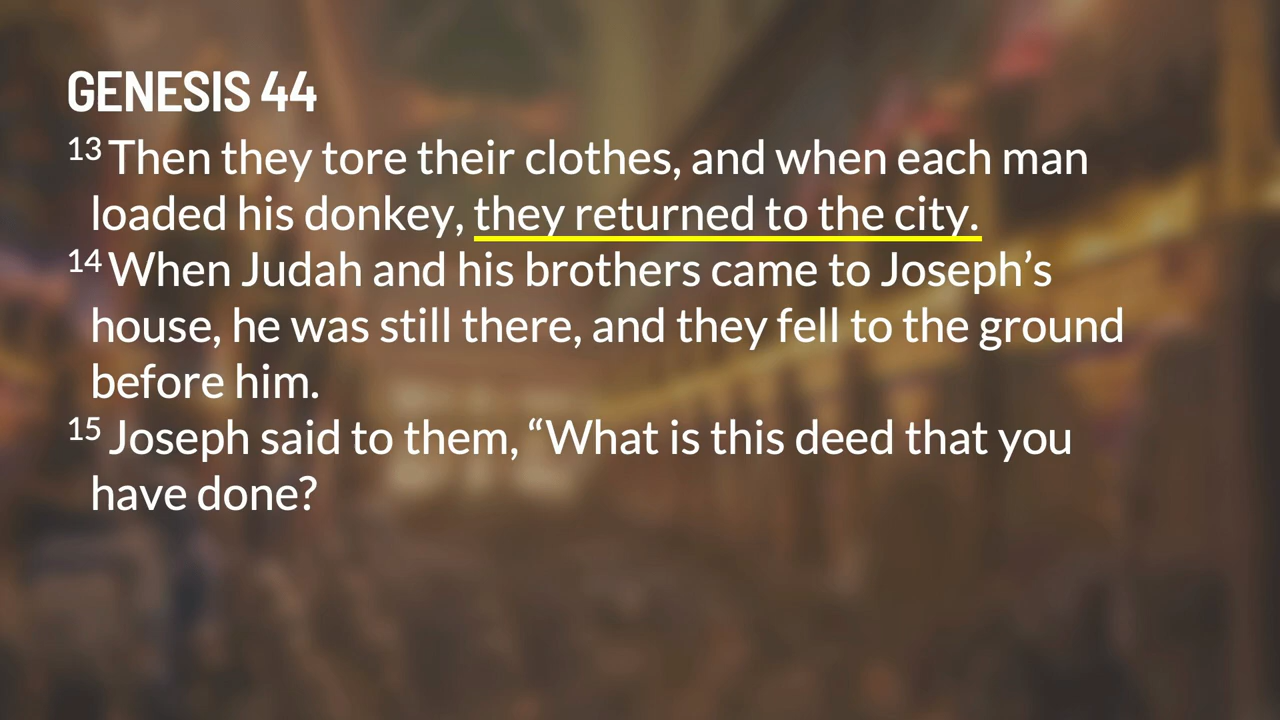 GENESIS 44
13 Then they tore their clothes, and when each man
loaded his donkey, they returned to the city.
14 When Judah and his brothers came to Joseph’s
house, he was still there, and they fell to the ground
before him.
15 Joseph said to them, “What is this deed that you
have done?